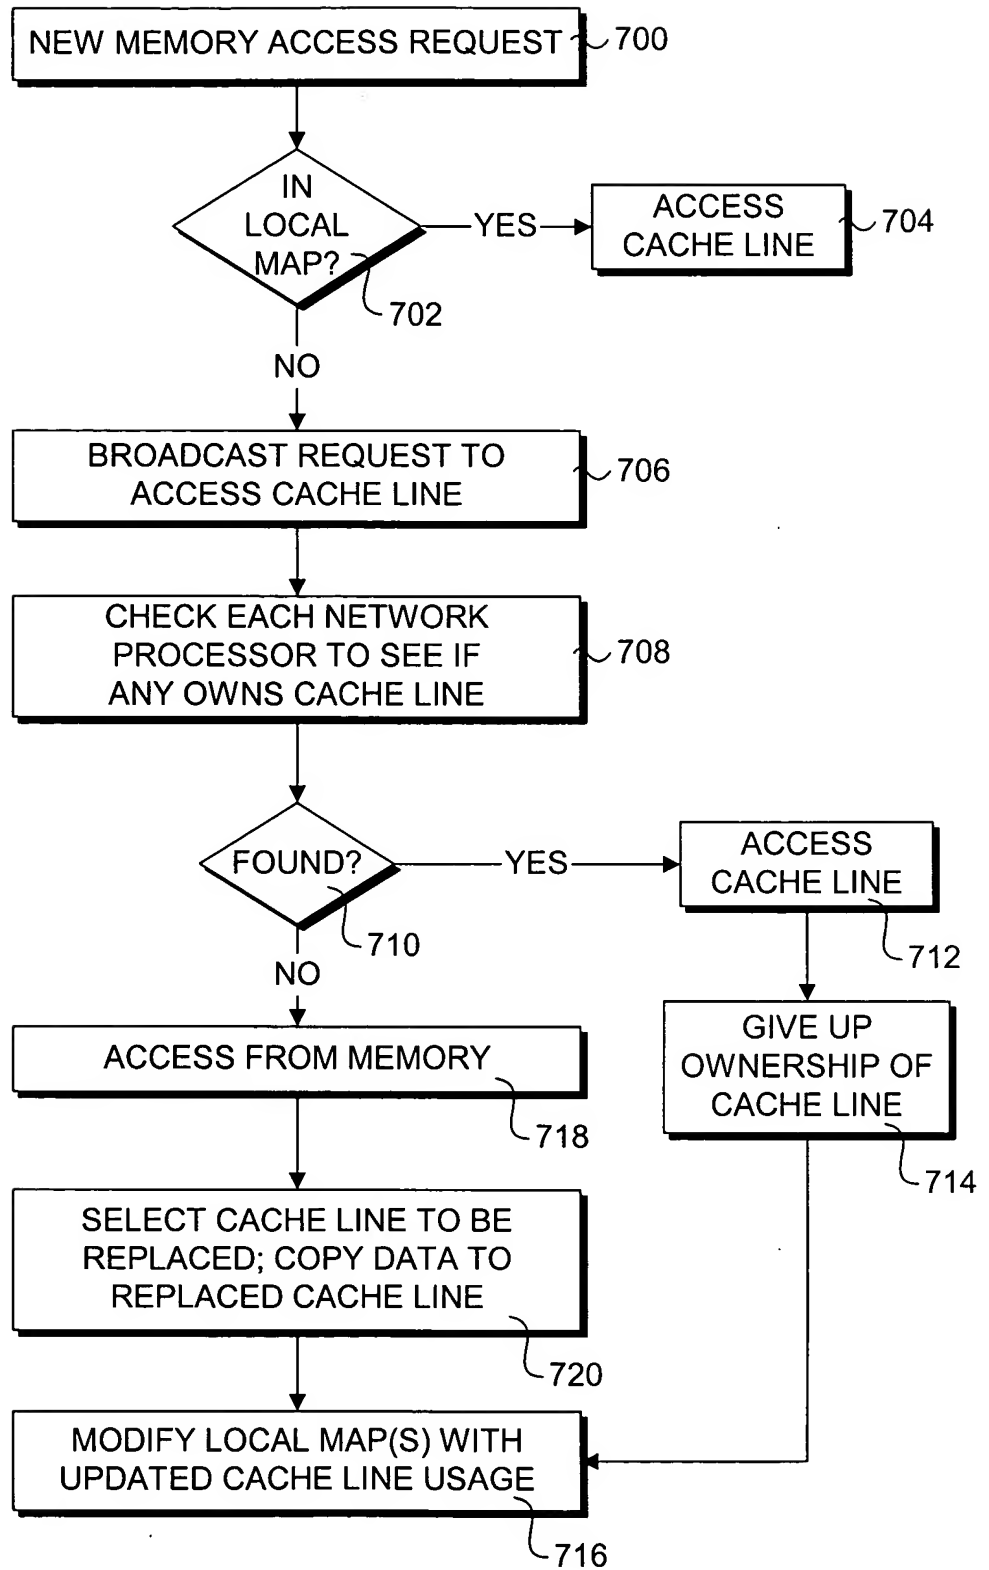 NEW MEMORY ACCESS REQUEST
700
IN
LOCAL
MAP?
702
YES
ACCESS
CACHE LINE
704
NO
BROADCAST REQUEST TO
ACCESS CACHE LINE
706
CHECK EACH NETWORK
PROCESSOR TO SEE IF
ANY OWNS CACHE LINE
708
FOUND?
710
YES
ACCESS
CACHE LINE
712
NO
GIVE UP
OWNERSHIP OF
CACHE LINE
714
ACCESS FROM MEMORY
718
SELECT CACHE LINE TO BE
REPLACED; COPY DATA TO
REPLACED CACHE LINE
720
MODIFY LOCAL MAP(S) WITH
UPDATED CACHE LINE USAGE
716